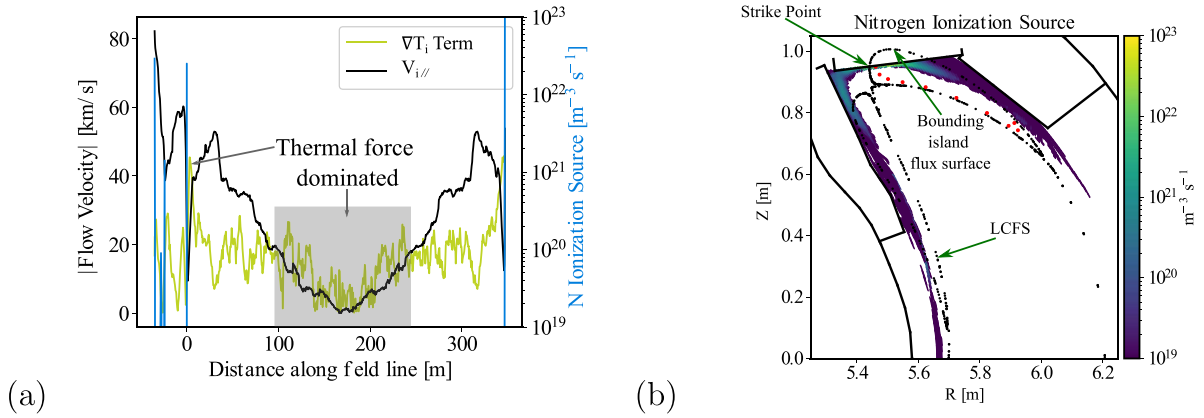 80
60
40
20
0
|Flow Velocity| [km/s]
∇Tᵢ Term
Vᵢ∕∕
Thermal force
dominated
0
100
200
300
Distance along field line [m]
10²³
10²²
10²¹
10²⁰
10¹⁹
N Ionization Source [m⁻³ s⁻¹]
(a)
Nitrogen Ionization Source
Strike Point
Bounding
island
flux surface
LCFS
1.0
0.8
0.6
0.4
0.2
0.0
Z [m]
5.4
5.6
5.8
6.0
6.2
R [m]
10²³
10²²
10²¹
10²⁰
10¹⁹
m⁻³ s⁻¹
(b)